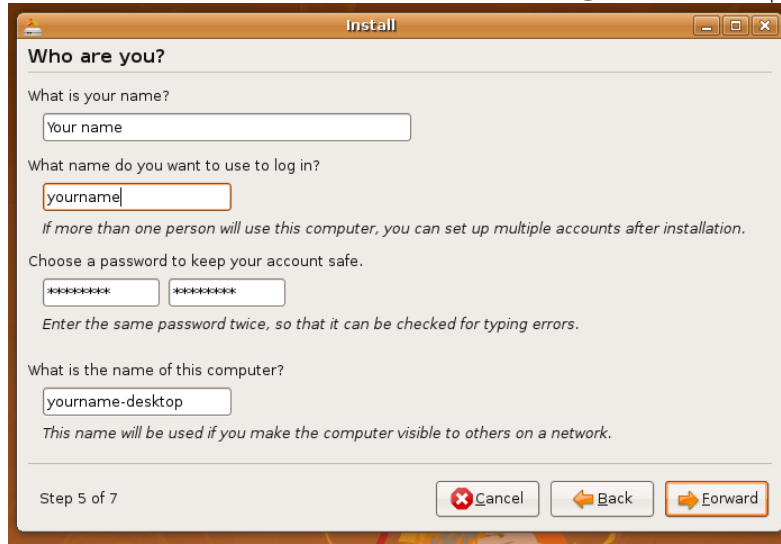 Install
Who are you?
What is your name?
Your name
What name do you want to use to log in?
yourname
If more than one person will use this computer, you can set up multiple accounts after installation.
Choose a password to keep your account safe.
******** ********
Enter the same password twice, so that it can be checked for typing errors.
What is the name of this computer?
yourname-desktop
This name will be used if you make the computer visible to others on a network.
Step 5 of 7 Cancel Back Forward